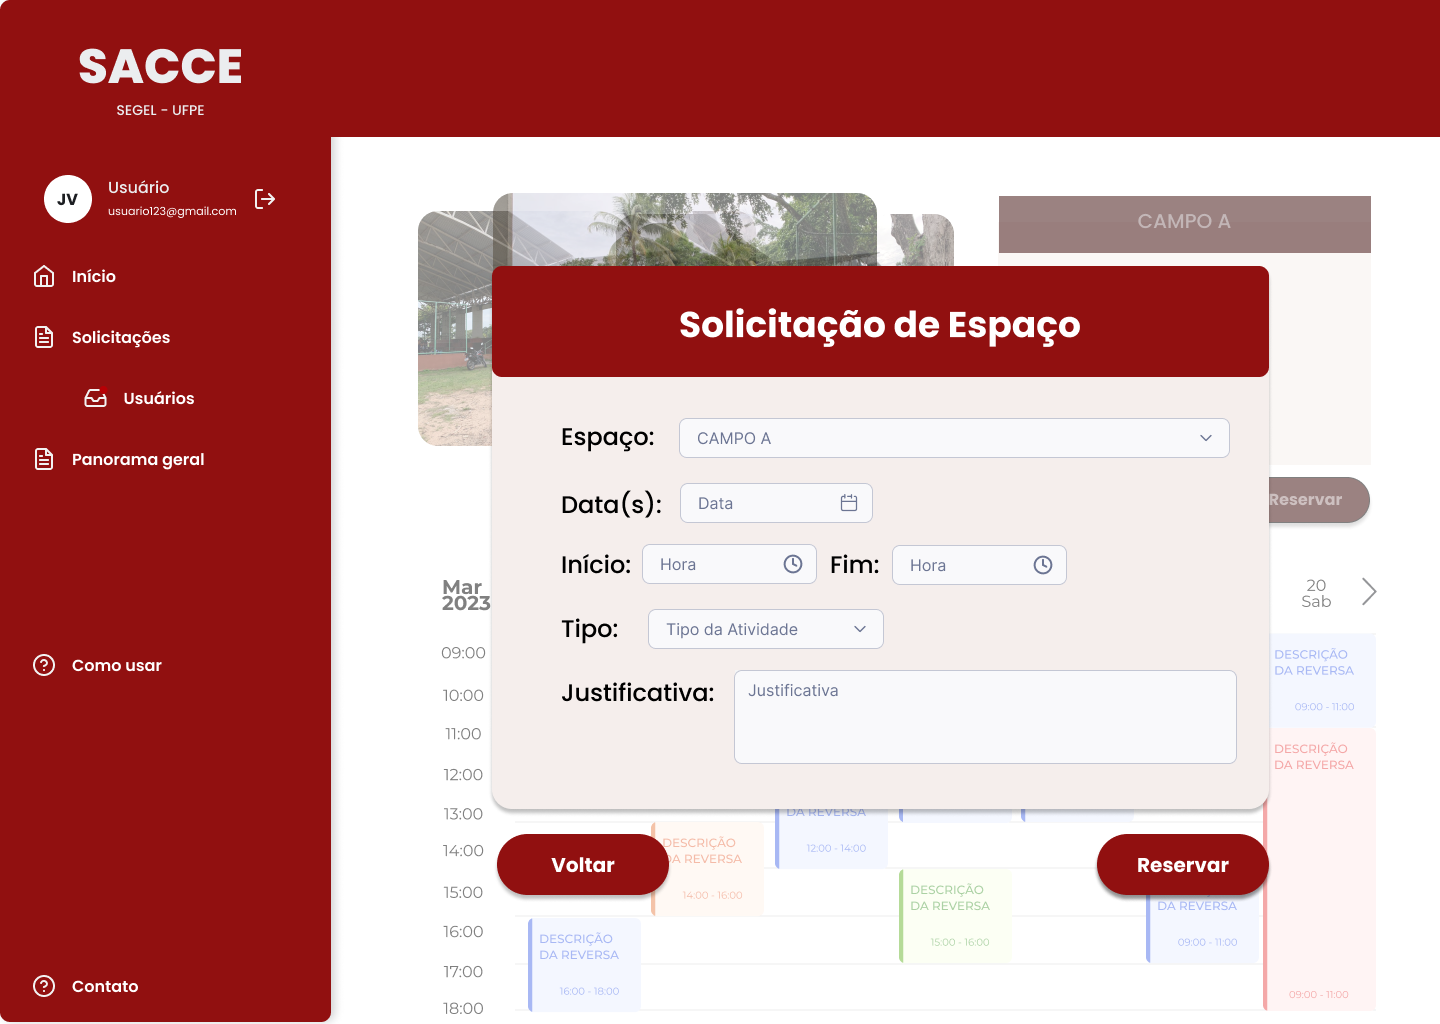 SACCE
SEGEL - UFPE
JV
Usuário
usuario123@gmail.com
Início
Solicitações
Usuários
Panorama geral
Como usar
Contato
CAMPO A
Solicitação de Espaço
Espaço:
CAMPO A
Data(s):
Data
Início:
Hora
Fim:
Hora
Tipo:
Tipo da Atividade
Justificativa:
Justificativa
Reservar
Mar
2023
20
Sab
09:00
10:00
11:00
12:00
13:00
14:00
15:00
16:00
17:00
18:00
DESCRIÇÃO
DA REVERSA
09:00 - 11:00
DESCRIÇÃO
DA REVERSA
09:00 - 11:00
DA REVERSA
12:00 - 14:00
DESCRIÇÃO
DA REVERSA
14:00 - 16:00
Voltar
Reservar
DESCRIÇÃO
DA REVERSA
15:00 - 16:00
DA REVERSA
09:00 - 11:00
DESCRIÇÃO
DA REVERSA
16:00 - 18:00